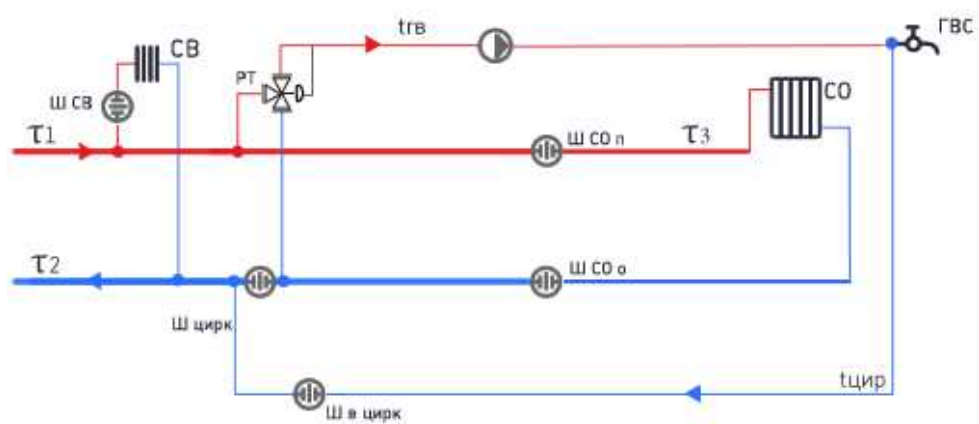 tгв
ГВС
СВ
РТ
СО
Ш СВ
τ1
Ш СО п
τ3
τ2
Ш СО о
Ш цирк
tцир
Ш в цирк